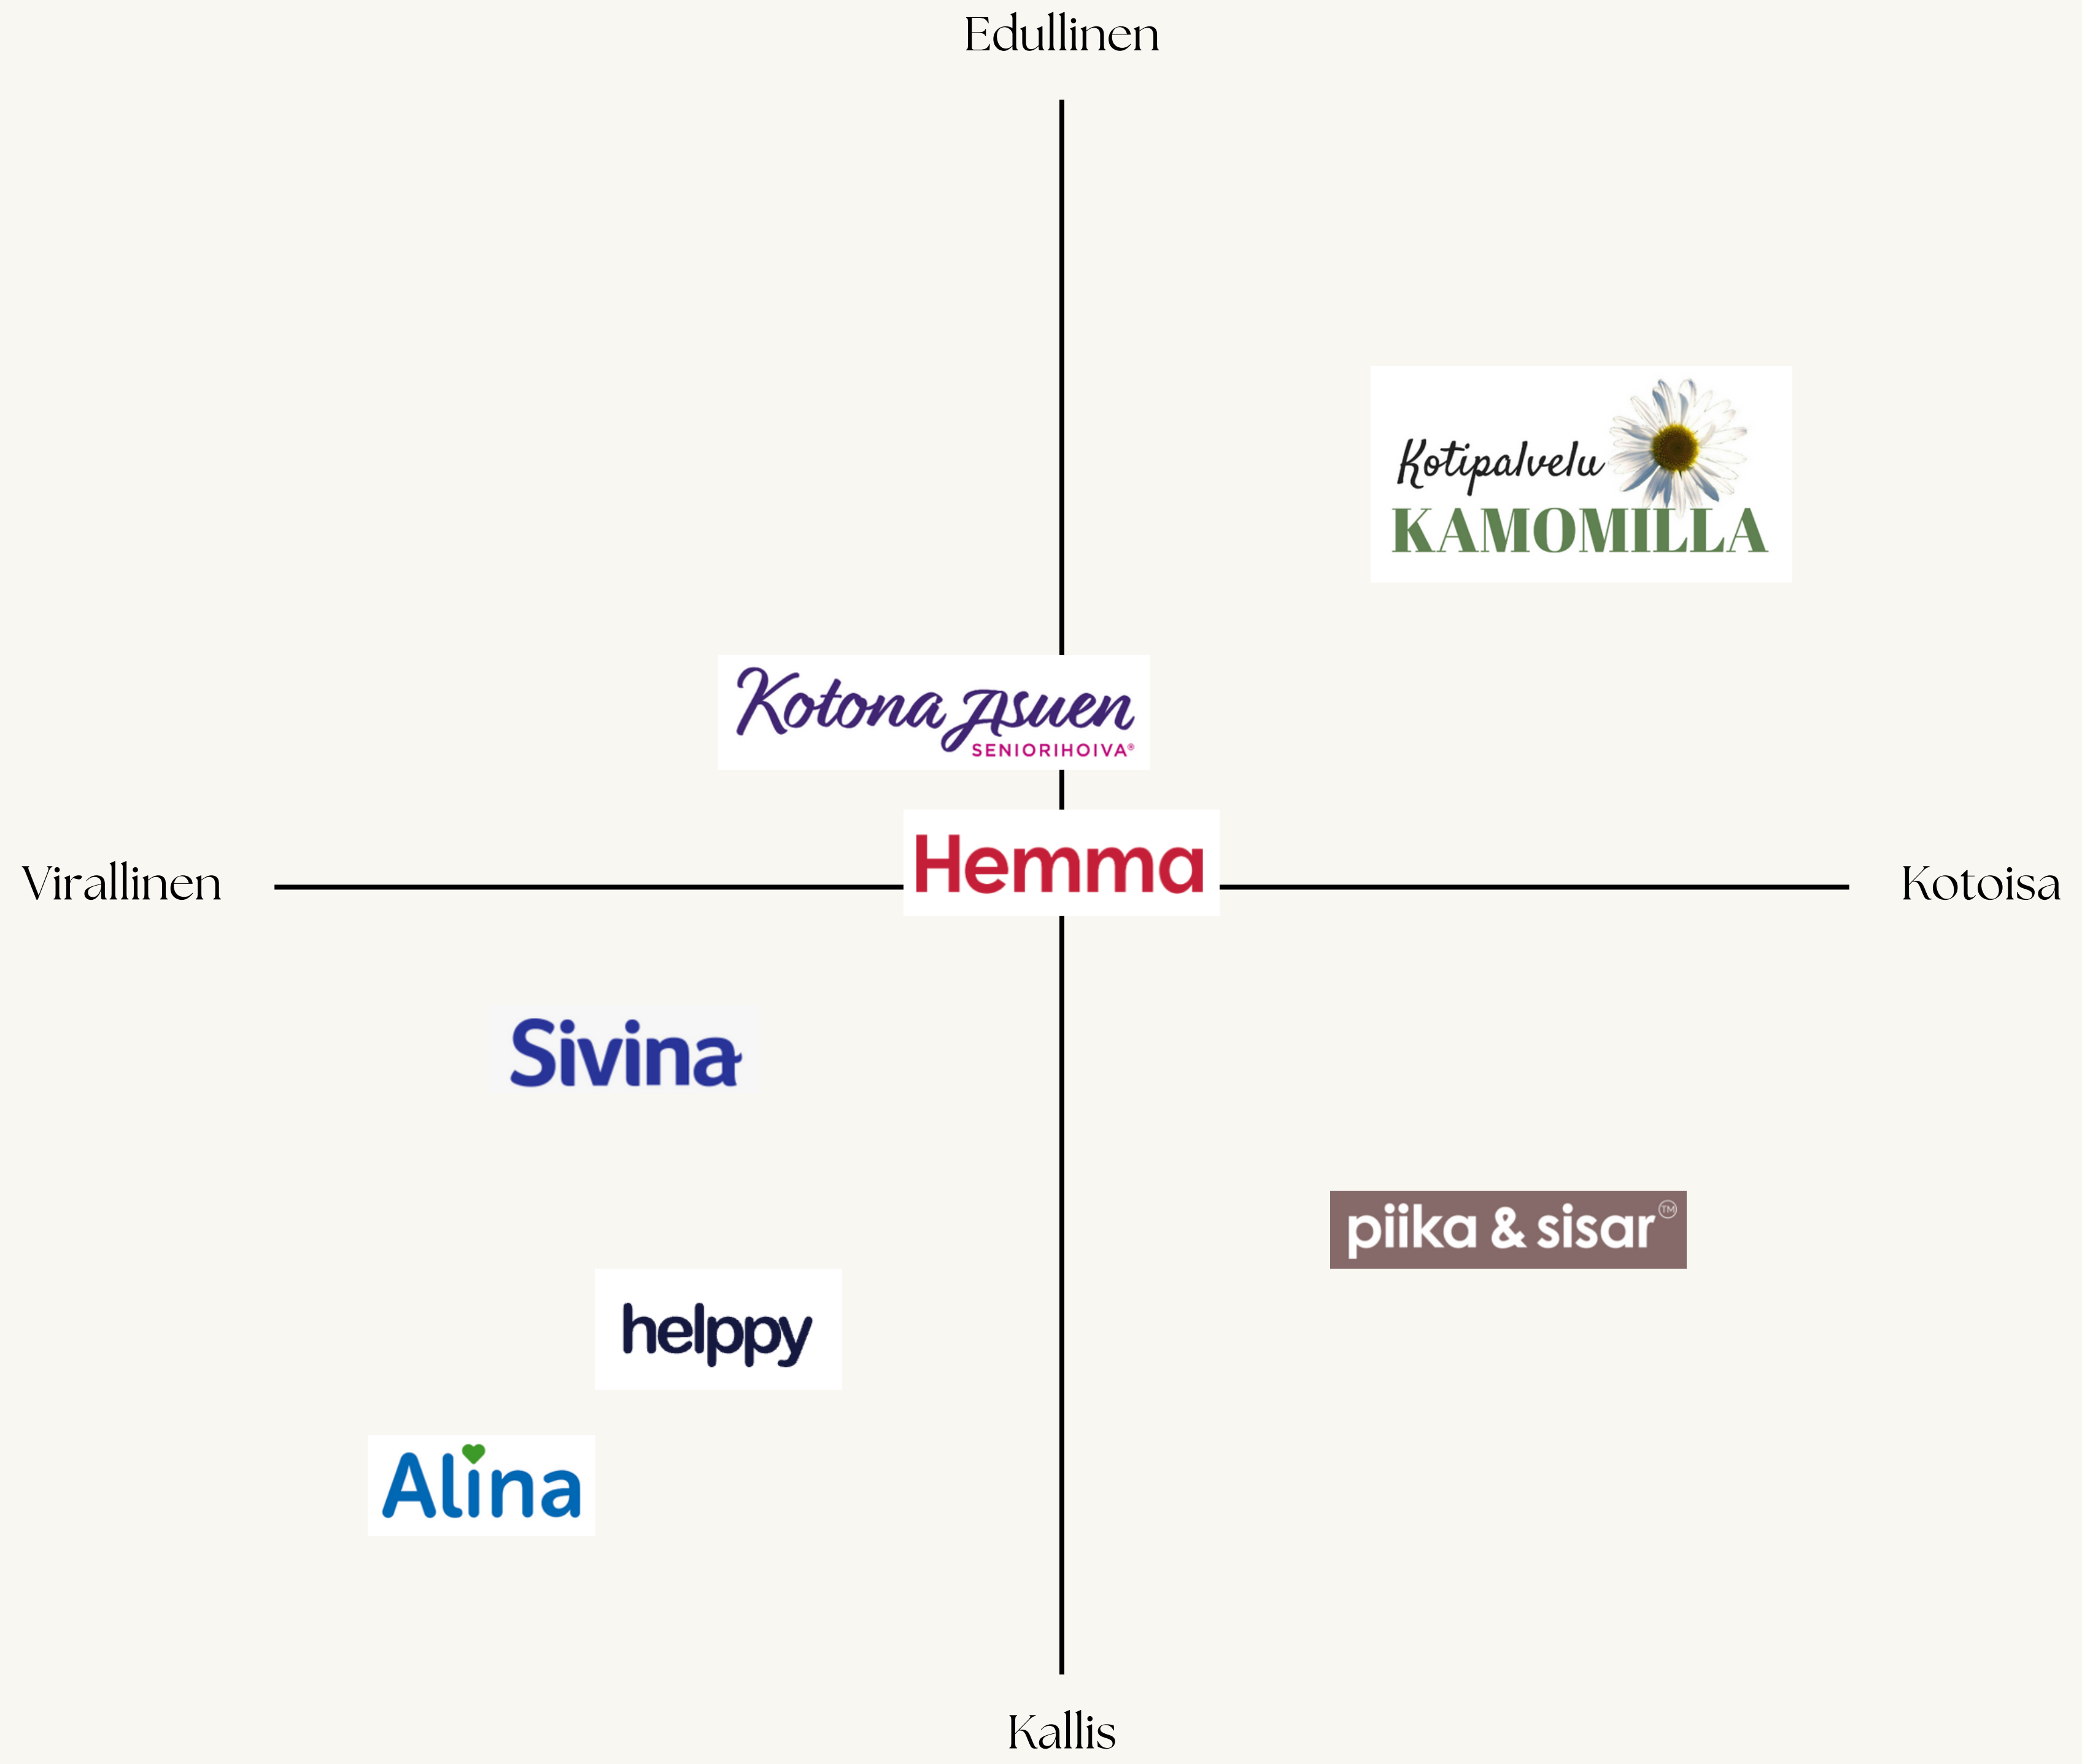 Edullinen
Kotipalvelu
KAMOMILLA
Kotona Asuen
SENIORIHOIVA®
Hemma
Virallinen
Kotoisa
Sivina
piika & sisar™
helppy
Alina
Kallis